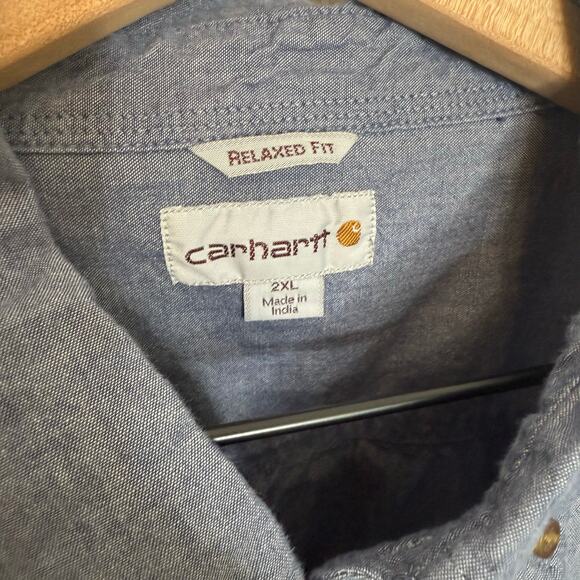 RELAXED FIT
carhartt
2XL
Made in
India